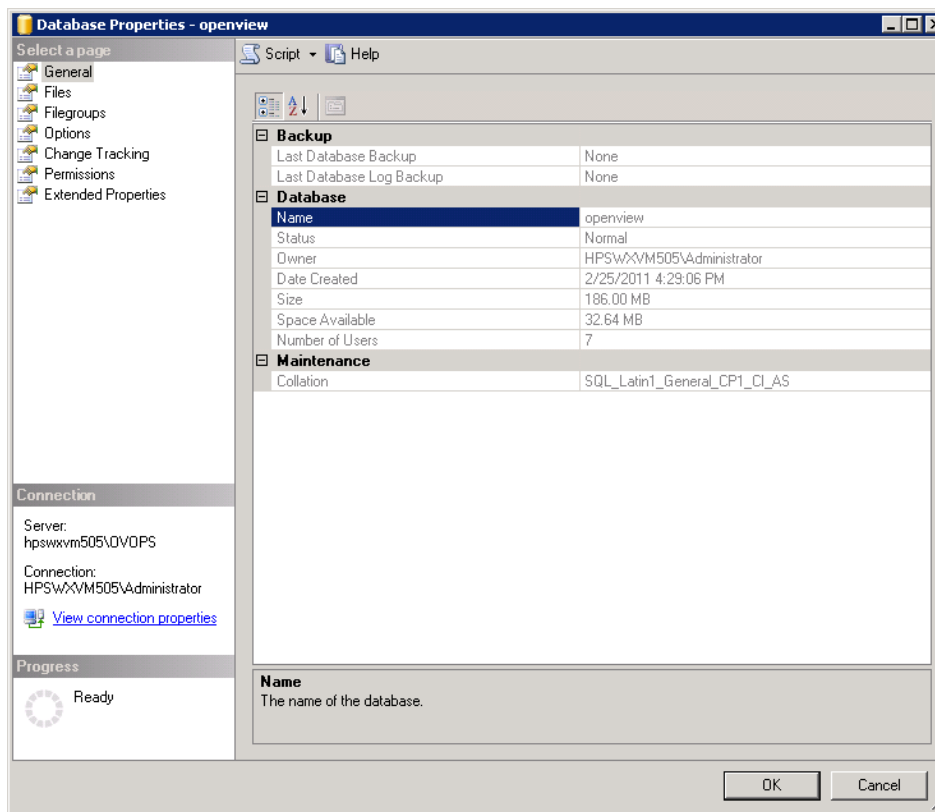 Database Properties - openview
Select a page
General
Files
Filegroups
Options
Change Tracking
Permissions
Extended Properties
Connection
Server:
hpswxvm505\OVOPS
Connection:
HPSWXVM505\Administrator
View connection properties
Progress
Ready
Script Help
Backup
Last Database Backup None
Last Database Log Backup None
Database
Name openview
Status Normal
Owner HPSWXVM505\Administrator
Date Created 2/25/2011 4:29:06 PM
Size 186.00 MB
Space Available 32.64 MB
Number of Users 7
Maintenance
Collation SQL_Latin1_General_CP1_CI_AS
Name
The name of the database.
OK Cancel